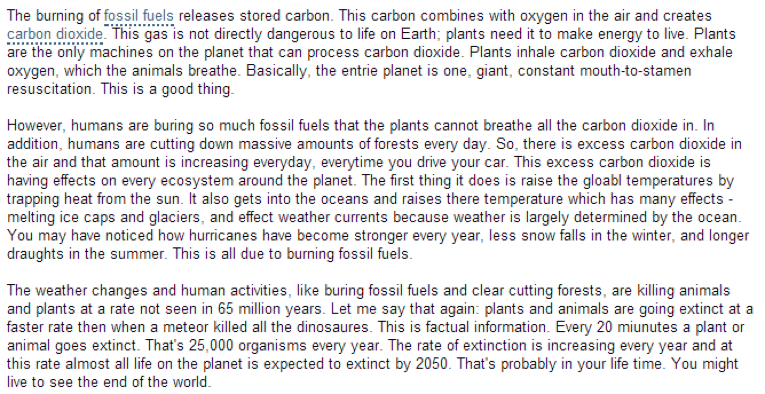 The burning of fossil fuels releases stored carbon. This carbon combines with oxygen in the air and creates
carbon dioxide. This gas is not directly dangerous to life on Earth; plants need it to make energy to live. Plants
are the only machines on the planet that can process carbon dioxide. Plants inhale carbon dioxide and exhale
oxygen, which the animals breathe. Basically, the entrie planet is one, giant, constant mouth-to-stamen
resuscitation. This is a good thing.
However, humans are buring so much fossil fuels that the plants cannot breathe all the carbon dioxide in. In
addition, humans are cutting down massive amounts of forests every day. So, there is excess carbon dioxide in
the air and that amount is increasing everyday, everytime you drive your car. This excess carbon dioxide is
having effects on every ecosystem around the planet. The first thing it does is raise the gloabl temperatures by
trapping heat from the sun. It also gets into the oceans and raises there temperature which has many effects -
melting ice caps and glaciers, and effect weather currents because weather is largely determined by the ocean.
You may have noticed how hurricanes have become stronger every year, less snow falls in the winter, and longer
draughts in the summer. This is all due to burning fossil fuels.
The weather changes and human activities, like buring fossil fuels and clear cutting forests, are killing animals
and plants at a rate not seen in 65 million years. Let me say that again: plants and animals are going extinct at a
faster rate then when a meteor killed all the dinosaures. This is factual information. Every 20 miunutes a plant or
animal goes extinct. That's 25,000 organisms every year. The rate of extinction is increasing every year and at
this rate almost all life on the planet is expected to extinct by 2050. That's probably in your life time. You might
live to see the end of the world.